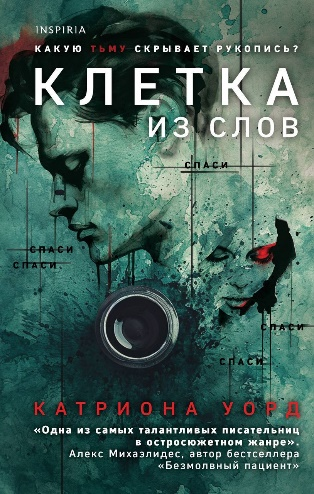 INSPIRIA
КАКУЮ ТЬМУ СКРЫВАЕТ РУКОПИСЬ?
КЛЕТКА
ИЗ СЛОВ
СПАСИ
СПАСИ
СПАСИ
СПАСИ
СПАСИ
КАТРИОНА УОРД
«Одна из самых талантливых писательниц
в остросюжетном жанре».
Алекс Михаэлидес, автор бестселлера
«Безмолвный пациент»